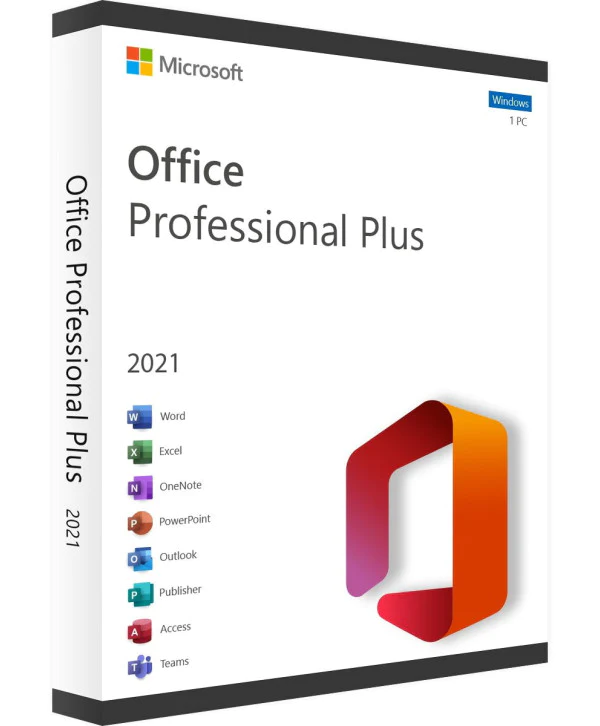 Microsoft
Windows
1 PC
Office
Professional Plus
2021
W Word
X Excel
N OneNote
P PowerPoint
O Outlook
P Publisher
A Access
T Teams
Office Professional Plus 2021